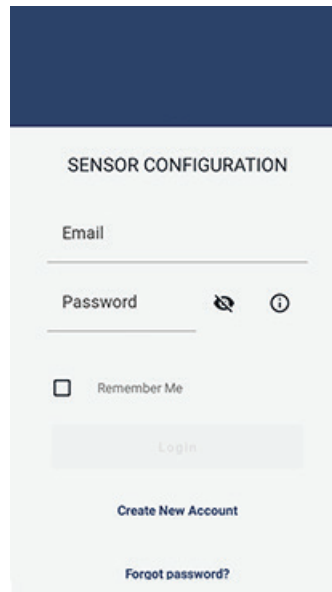 SENSOR CONFIGURATION
Email
Password
Remember Me
Login
Create New Account
Forgot password?